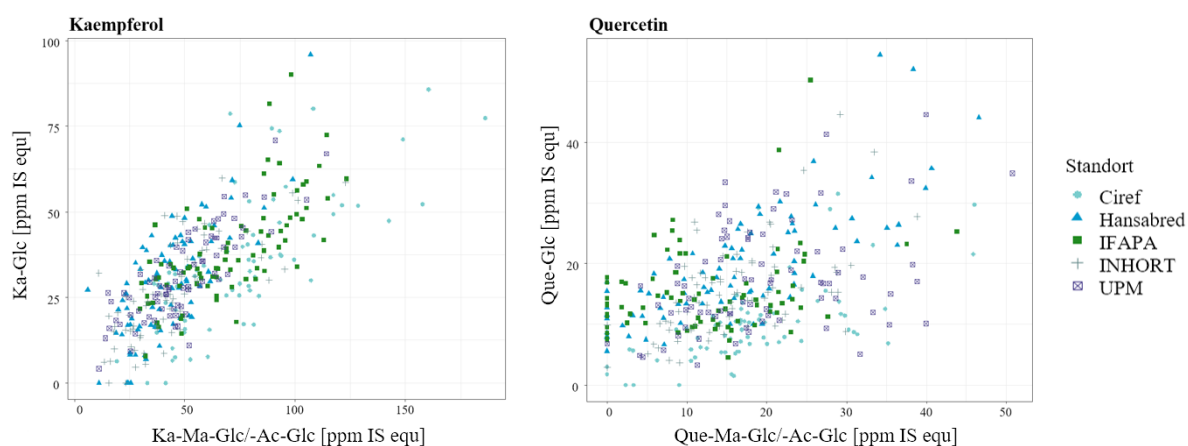 Kaempferol
100
75
50
25
0
Ka-Glc [ppm IS equ]
0 50 100 150
Ka-Ma-Glc/-Ac-Glc [ppm IS equ]
Quercetin
40
20
0
Que-Glc [ppm IS equ]
0 10 20 30 40 50
Que-Ma-Glc/-Ac-Glc [ppm IS equ]
Standort
Ciref
Hansabred
IFAPA
INHORT
UPM